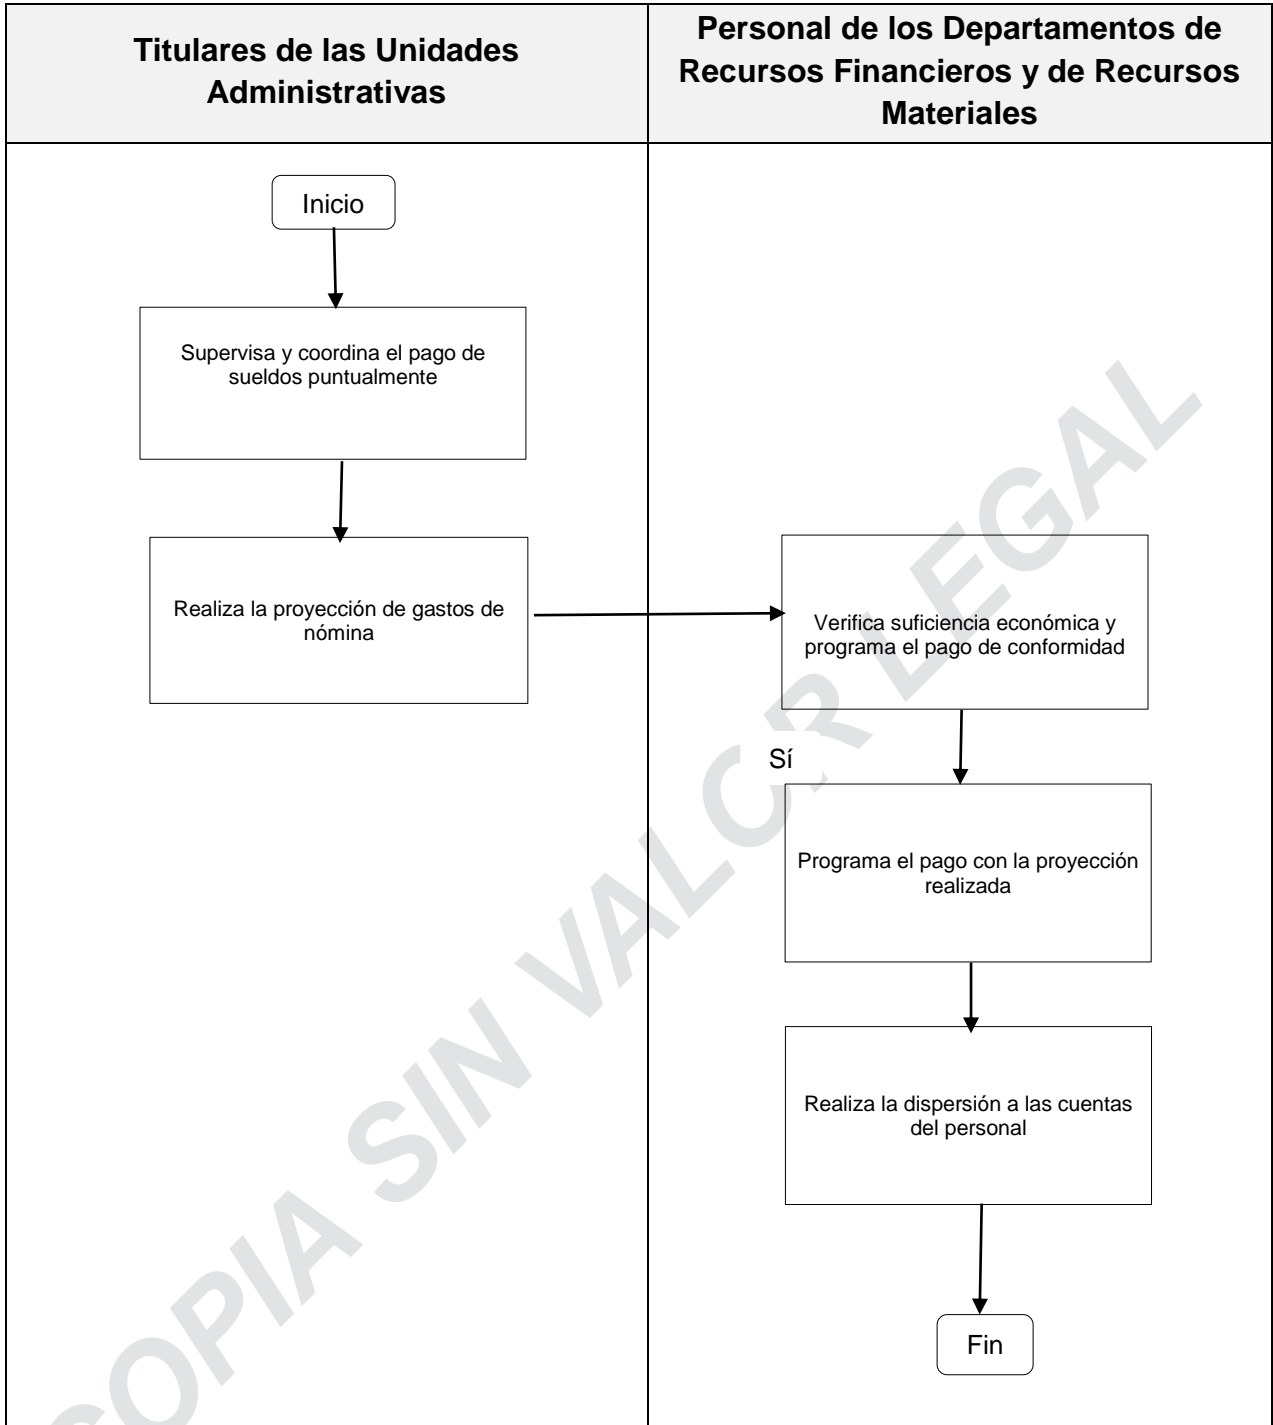 Titulares de las Unidades
Administrativas
Personal de los Departamentos de
Recursos Financieros y de Recursos
Materiales
Inicio
Supervisa y coordina el pago de
sueldos puntualmente
Realiza la proyección de gastos de
nómina
Verifica suficiencia económica y
programa el pago de conformidad
Sí
Programa el pago con la proyección
realizada
Realiza la dispersión a las cuentas
del personal
Fin
COPIA SIN VALOR LEGAL